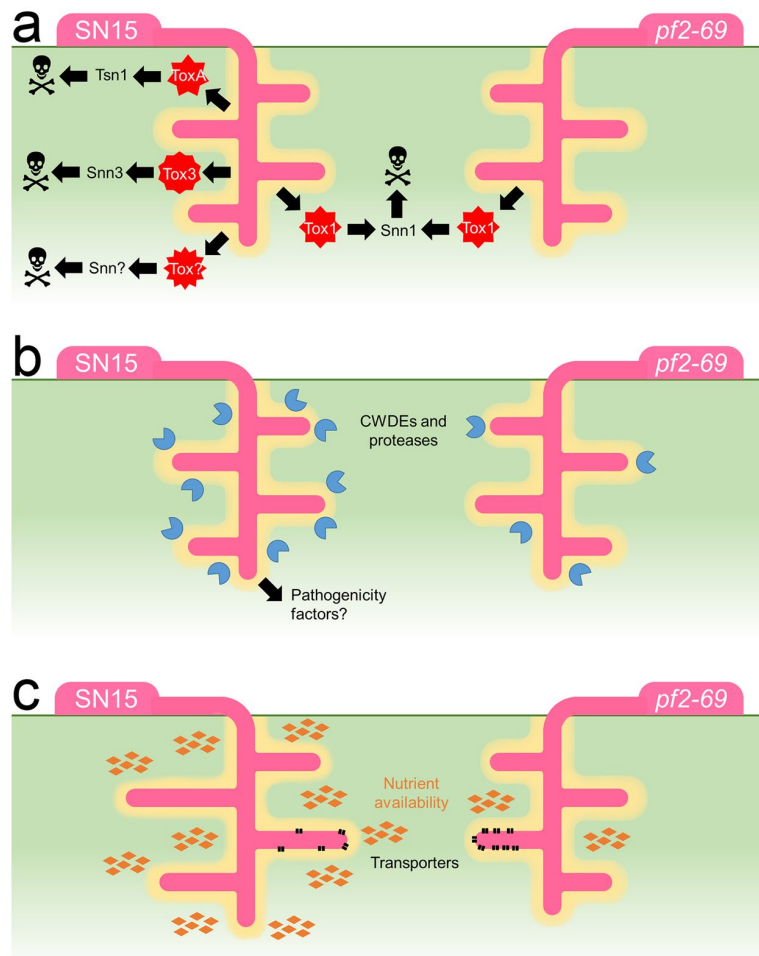 a
SN15
pf2-69
Tsn1
ToxA
Snn3
Tox3
Tox1
Snn1
Tox1
Snn?
Tox?
b
SN15
pf2-69
CWDEs and
proteases
Pathogenicity
factors?
c
SN15
pf2-69
Nutrient
availability
Transporters